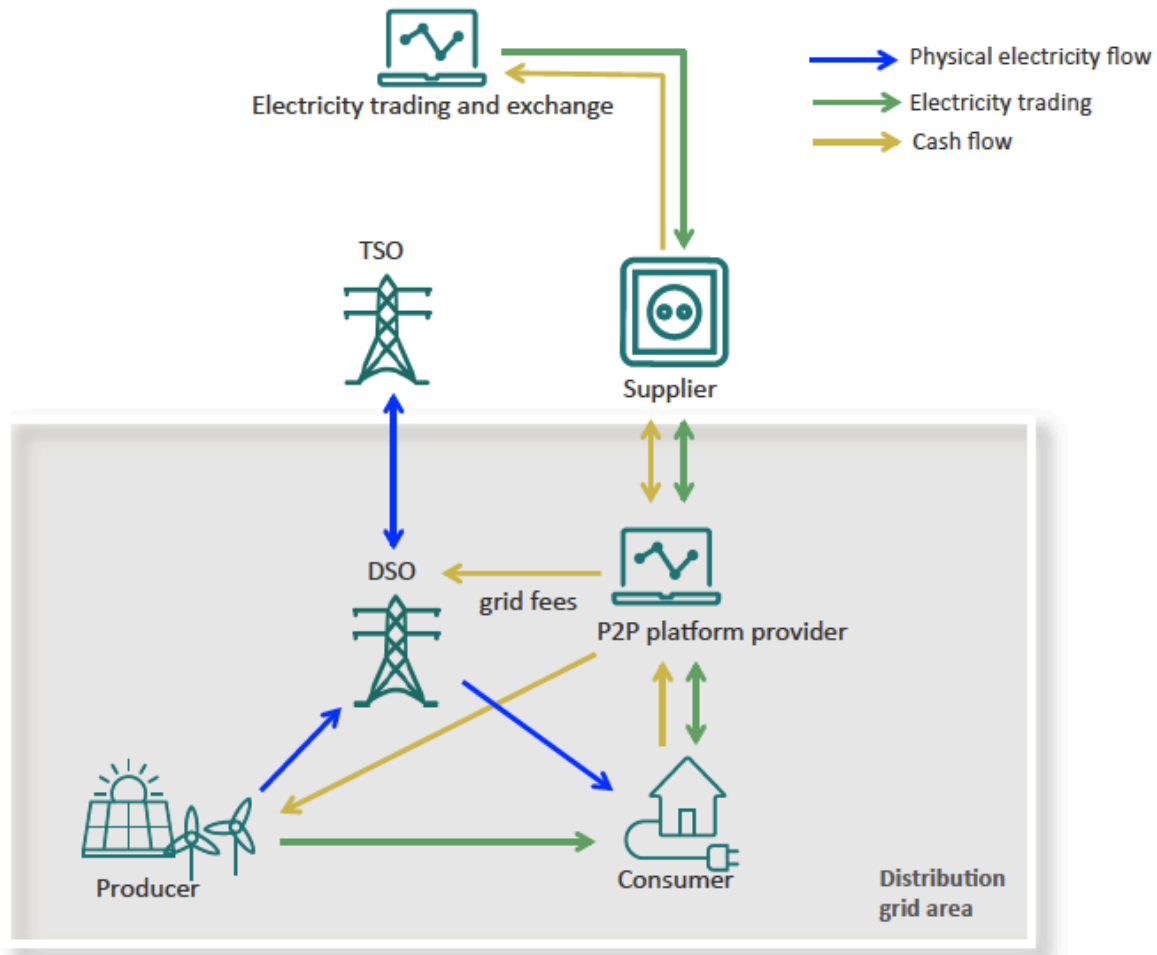 Physical electricity flow
Electricity trading and exchange
Electricity trading
Cash flow
TSO
Supplier
DSO
grid fees
P2P platform provider
Producer
Consumer
Distribution
grid area